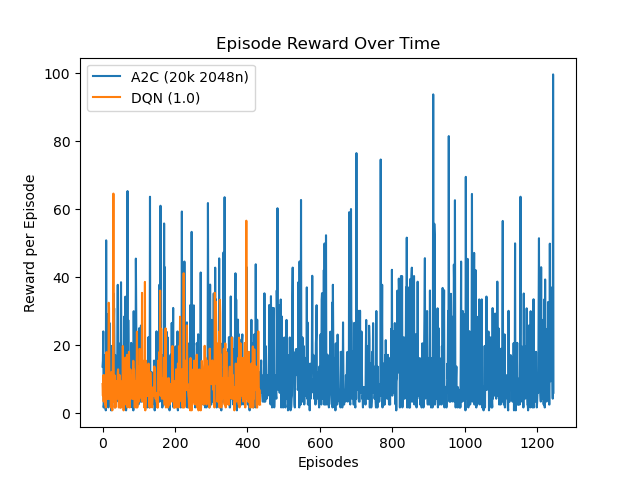 Episode Reward Over Time
A2C (20k 2048n)
DQN (1.0)
Reward per Episode
100
80
60
40
20
0
0 200 400 600 800 1000 1200
Episodes